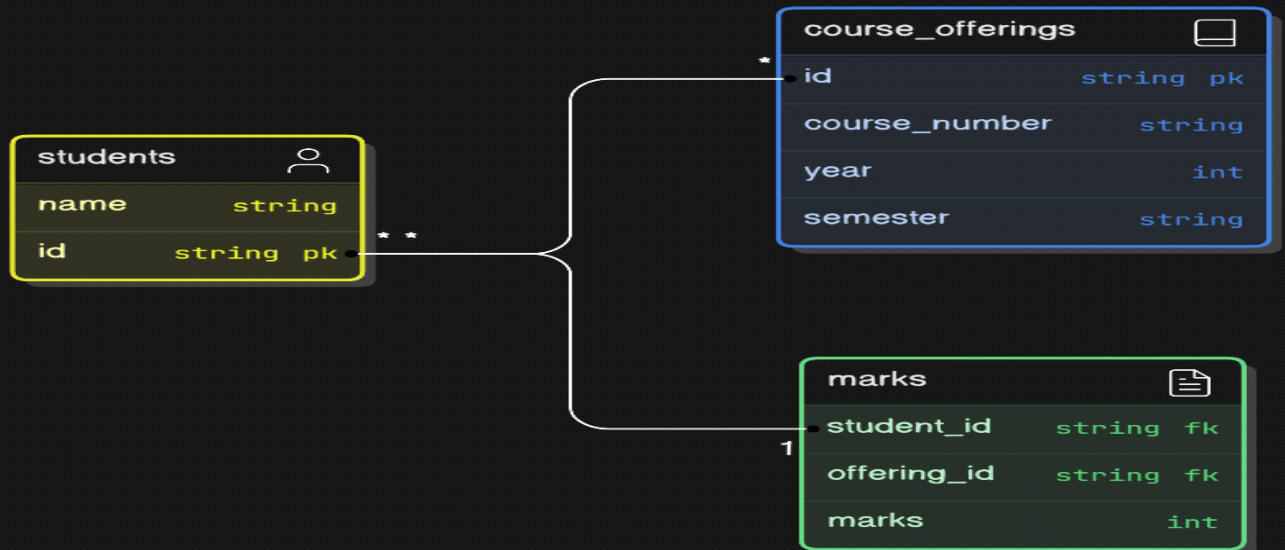 students
name string
id string pk
* *
*
course_offerings
id string pk
course_number string
year int
semester string
1
marks
student_id string fk
offering_id string fk
marks int